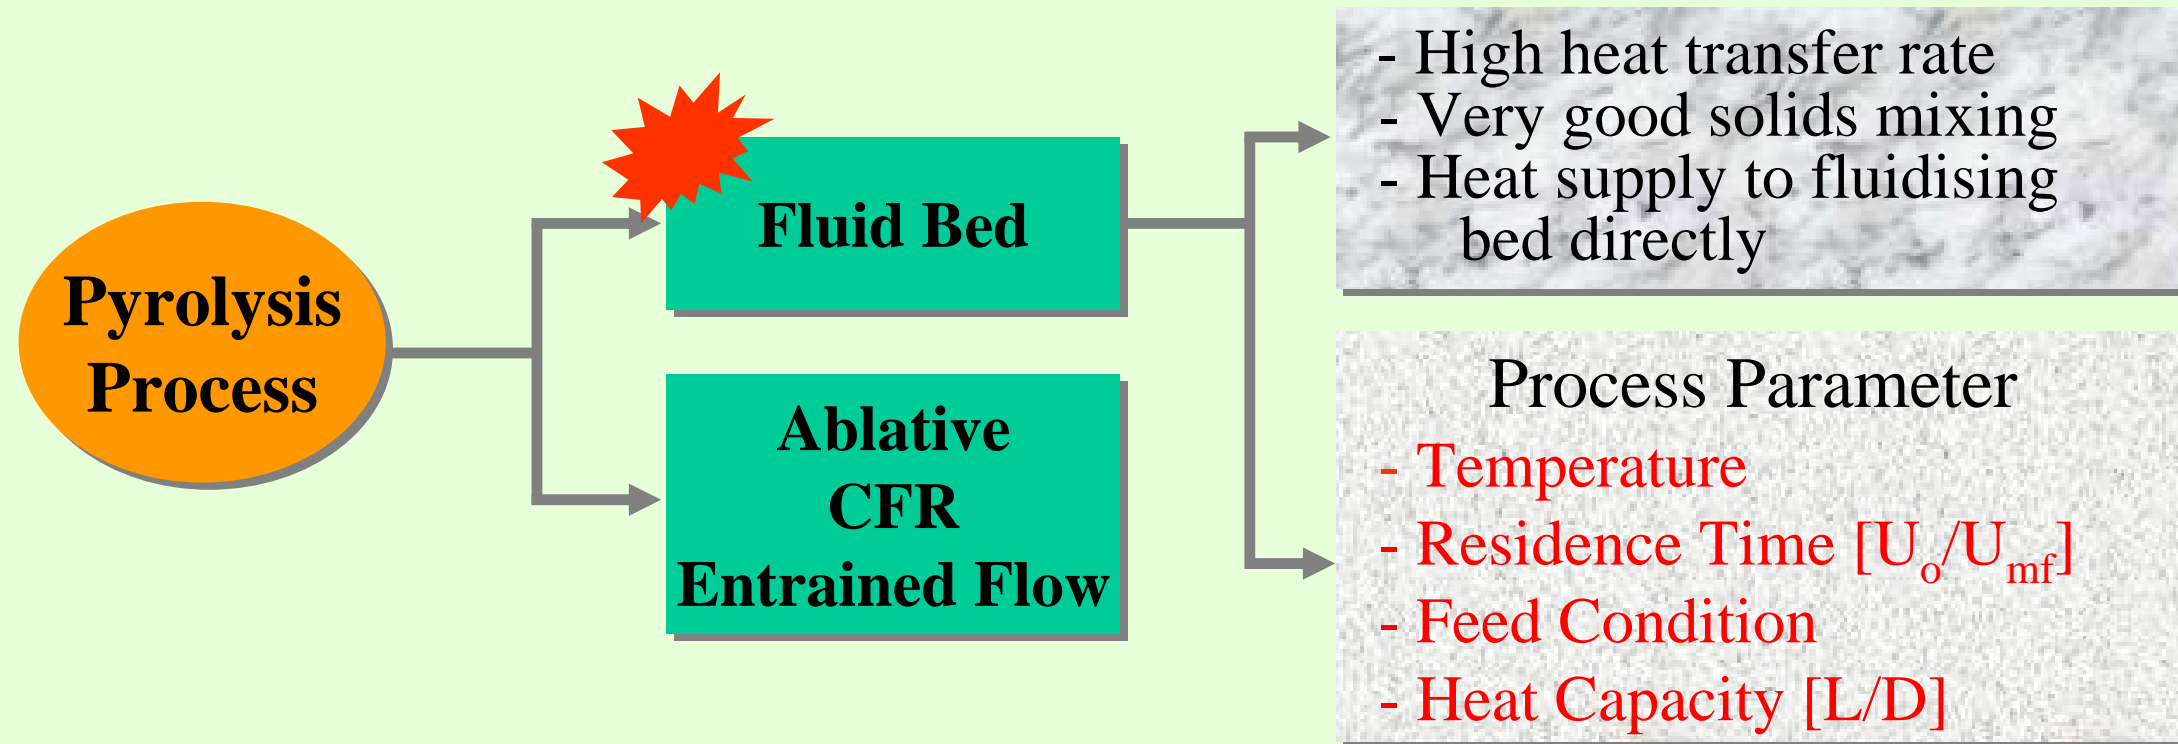 Pyrolysis
Process
Fluid Bed
Ablative
CFR
Entrained Flow
- High heat transfer rate
- Very good solids mixing
- Heat supply to fluidising
bed directly
Process Parameter
- Temperature
- Residence Time [Uo/Umf]
- Feed Condition
- Heat Capacity [L/D]